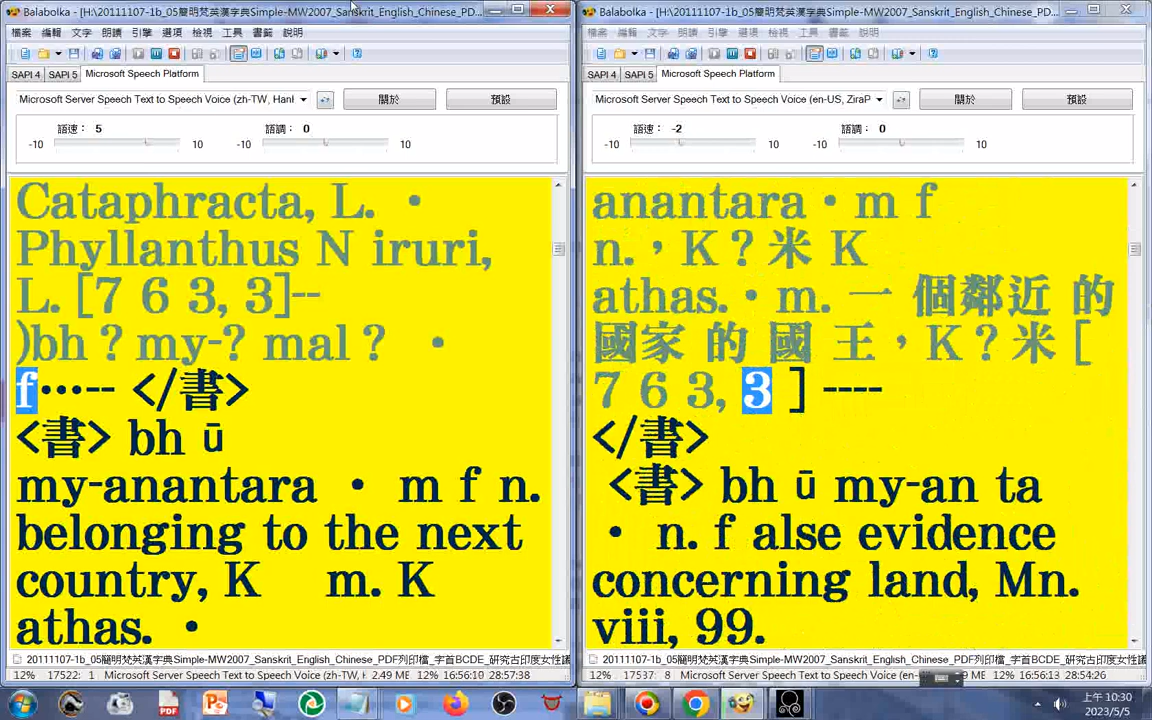 Balabolka - [H:\20111107-1b_05簡明梵英漢字典Simple-MW2007_Sanskrit_English_Chinese_PD...
檔案 編輯 文字 朗讀 引擎 選項 檢視 工具 書籤 說明
SAPI 4 SAPI 5 Microsoft Speech Platform
Microsoft Server Speech Text to Speech Voice (zh-TW, Hanl 關於 預設
語速： 5 語調： 0
-10 10 -10 10
Cataphracta, L. •
Phyllanthus N iruri,
L. [7 6 3, 3]--
)bh ? my-? mal ? •
f…-- </書>
<書> bh ū
my-anantara • m f n.
belonging to the next
country, K m. K
athas. •
20111107-1b_05簡明梵英漢字典Simple-MW2007_Sanskrit_English_Chinese_PDF列印檔_字首BCDE_研究古印度女性議
12% 17522: 1 Microsoft Server Speech Text to Speech Voice (zh-TW, H 2.49 MB 12% 16:56:10 28:57:38
Balabolka - [H:\20111107-1b_05簡明梵英漢字典Simple-MW2007_Sanskrit_English_Chinese_PD...
檔案 編輯 文字 朗讀 引擎 選項 檢視 工具 書籤 說明
SAPI 4 SAPI 5 Microsoft Speech Platform
Microsoft Server Speech Text to Speech Voice (en-US, ZiraP 關於 預設
語速： -2 語調： 0
-10 10 -10 10
anantara • m f
n.，K ? 米 K
athas. • m. 一 個鄰近 的
國家 的 國 王，K ? 米 [
7 6 3, 3 ] ----
</書>
<書> bh ū my-an ta
• n. f alse evidence
concerning land, Mn.
viii, 99.
20111107-1b_05簡明梵英漢字典Simple-MW2007_Sanskrit_English_Chinese_PDF列印檔_字首BCDE_研究古印度女性議
12% 17537: 8 Microsoft Server Speech Text to Speech Voice (en-US, 12% 16:56:13 28:54:26
上午 10:30
2023/5/5